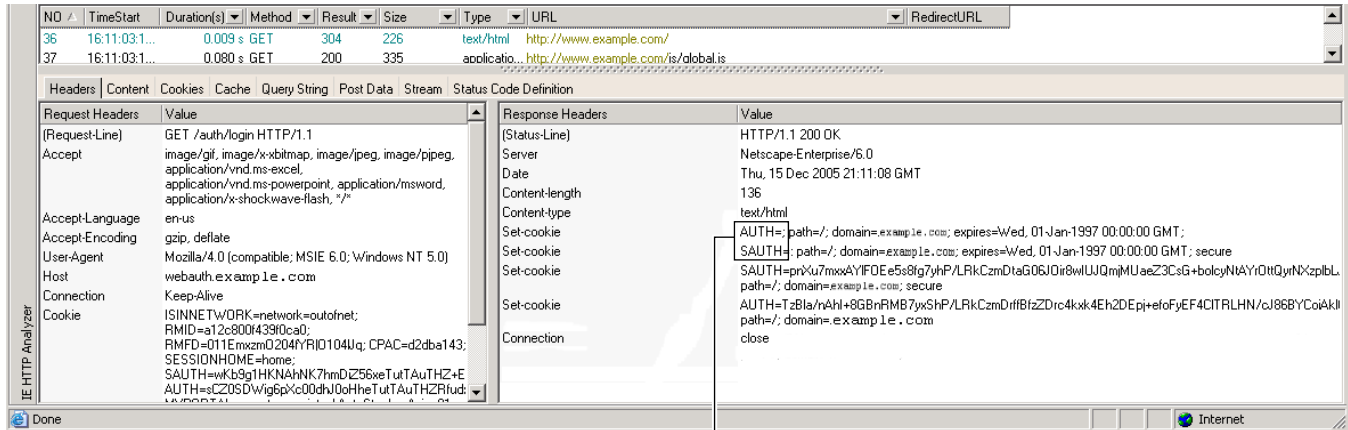 NO TimeStart Duration(s) Method Result Size Type URL RedirectURL
36 16:11:03:1... 0.009 s GET 304 226 text/html http://www.example.com/
37 16:11:03:1... 0.080 s GET 200 335 applicatio... http://www.example.com/js/global.js
Headers Content Cookies Cache Query String Post Data Stream Status Code Definition
Request Headers Value
(Request-Line) GET /auth/login HTTP/1.1
Accept image/gif, image/x-xbitmap, image/jpeg, image/pjpeg,
application/vnd.ms-excel,
application/vnd.ms-powerpoint, application/msword,
application/x-shockwave-flash, */*
Accept-Language en-us
Accept-Encoding gzip, deflate
User-Agent Mozilla/4.0 (compatible; MSIE 6.0; Windows NT 5.0)
Host webauth.example.com
Connection Keep-Alive
Cookie ISINNETWORK=network=outofnet;
RMID=a12c800f439f0ca0;
CPAC=d2dba143;
SESSIONHOME=home;
Response Headers Value
(Status-Line) HTTP/1.1 200 OK
Server Netscape-Enterprise/6.0
Date Thu, 15 Dec 2005 21:11:08 GMT
Content-length 136
Content-type text/html
Set-cookie AUTH=; path=/; domain=.example.com; expires=Wed, 01-Jan-1997 00:00:00 GMT;
Set-cookie SAUTH=; path=/; domain=.example.com; expires=Wed, 01-Jan-1997 00:00:00 GMT; secure
Set-cookie
path=/; domain=.example.com; secure
Set-cookie
path=/; domain=.example.com
Connection close
IE HTTP Analyzer
Done Internet